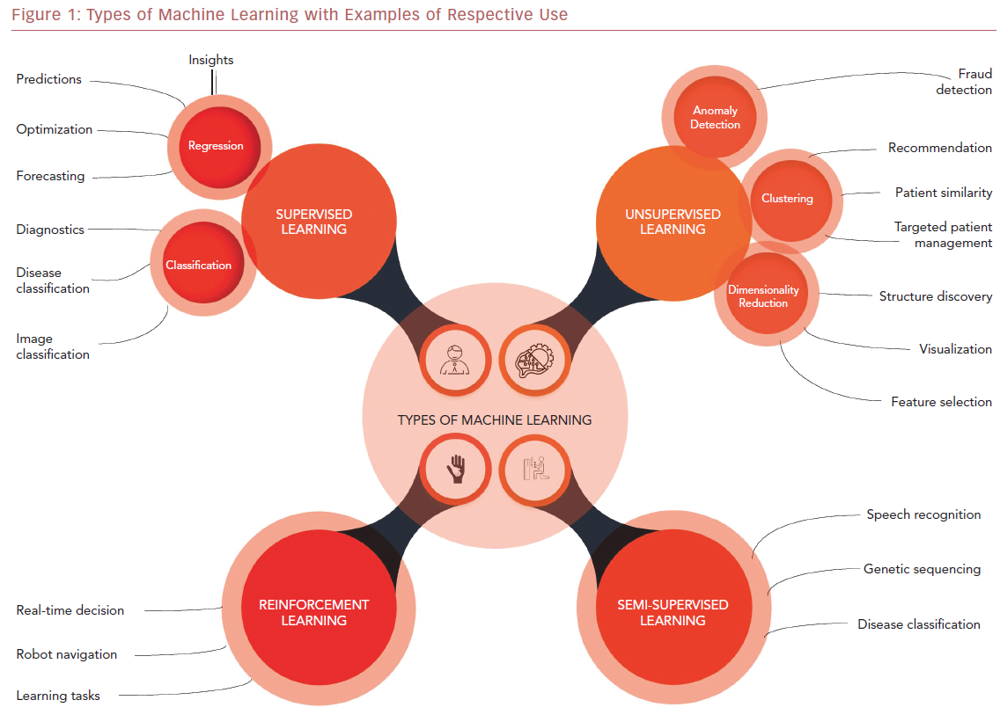 Figure 1: Types of Machine Learning with Examples of Respective Use
Insights
Predictions
Optimization
Forecasting
Regression
Diagnostics
Disease
classification
Image
classification
Classification
SUPERVISED
LEARNING
UNSUPERVISED
LEARNING
Anomaly
Detection
Fraud
detection
Clustering
Recommendation
Patient similarity
Targeted patient
management
Dimensionality
Reduction
Structure discovery
Visualization
Feature selection
TYPES OF MACHINE LEARNING
REINFORCEMENT
LEARNING
Real-time decision
Robot navigation
Learning tasks
SEMI-SUPERVISED
LEARNING
Speech recognition
Genetic sequencing
Disease classification